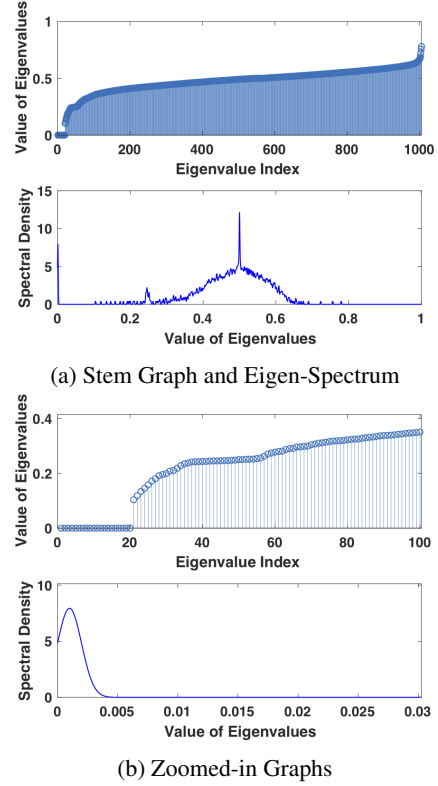 1
0.5
0
0 200 400 600 800 1000
Value of Eigenvalues
Eigenvalue Index
15
10
5
0
0 0.2 0.4 0.6 0.8 1
Spectral Density
Value of Eigenvalues
(a) Stem Graph and Eigen-Spectrum
0.4
0.2
0
0 20 40 60 80 100
Value of Eigenvalues
Eigenvalue Index
10
5
0
0 0.005 0.01 0.015 0.02 0.025 0.03
Spectral Density
Value of Eigenvalues
(b) Zoomed-in Graphs